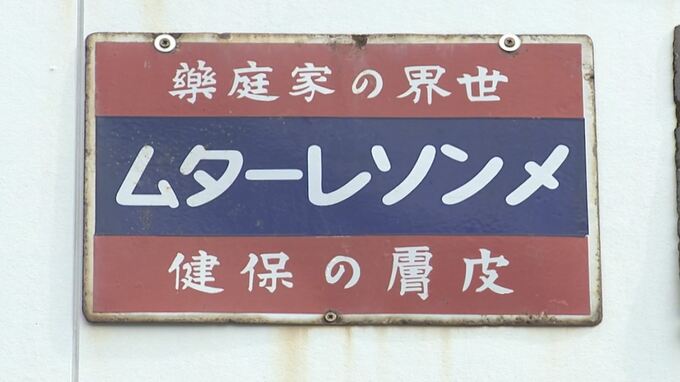 世界の家庭藥
メンソレータム
皮膚の保健